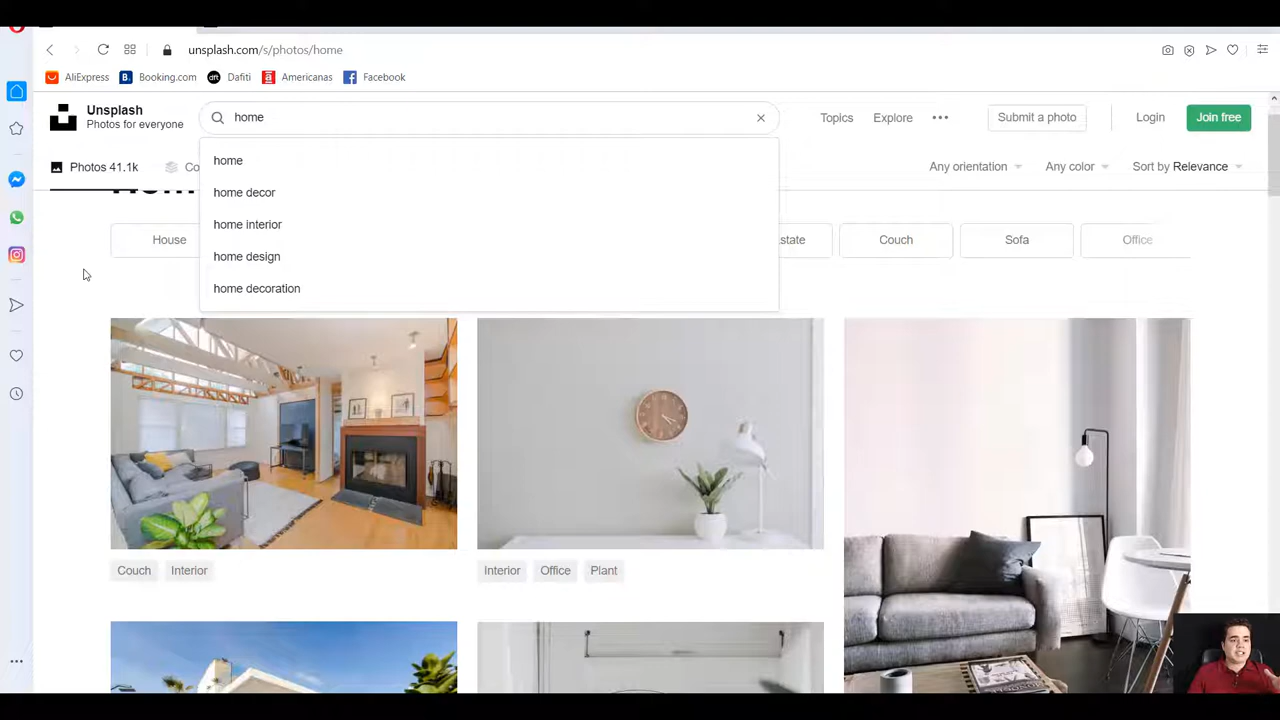 unsplash.com/s/photos/home
AliExpress
B. Booking.com
dft Dafiti
a Americanas
Facebook
Unsplash
Photos for everyone
home
Topics
Explore
Submit a photo
Login
Join free
Photos 41.1k
Co
Any orientation
Any color
Sort by Relevance
home
home decor
home interior
home design
home decoration
House
state
Couch
Sofa
Office
Couch
Interior
Interior
Office
Plant